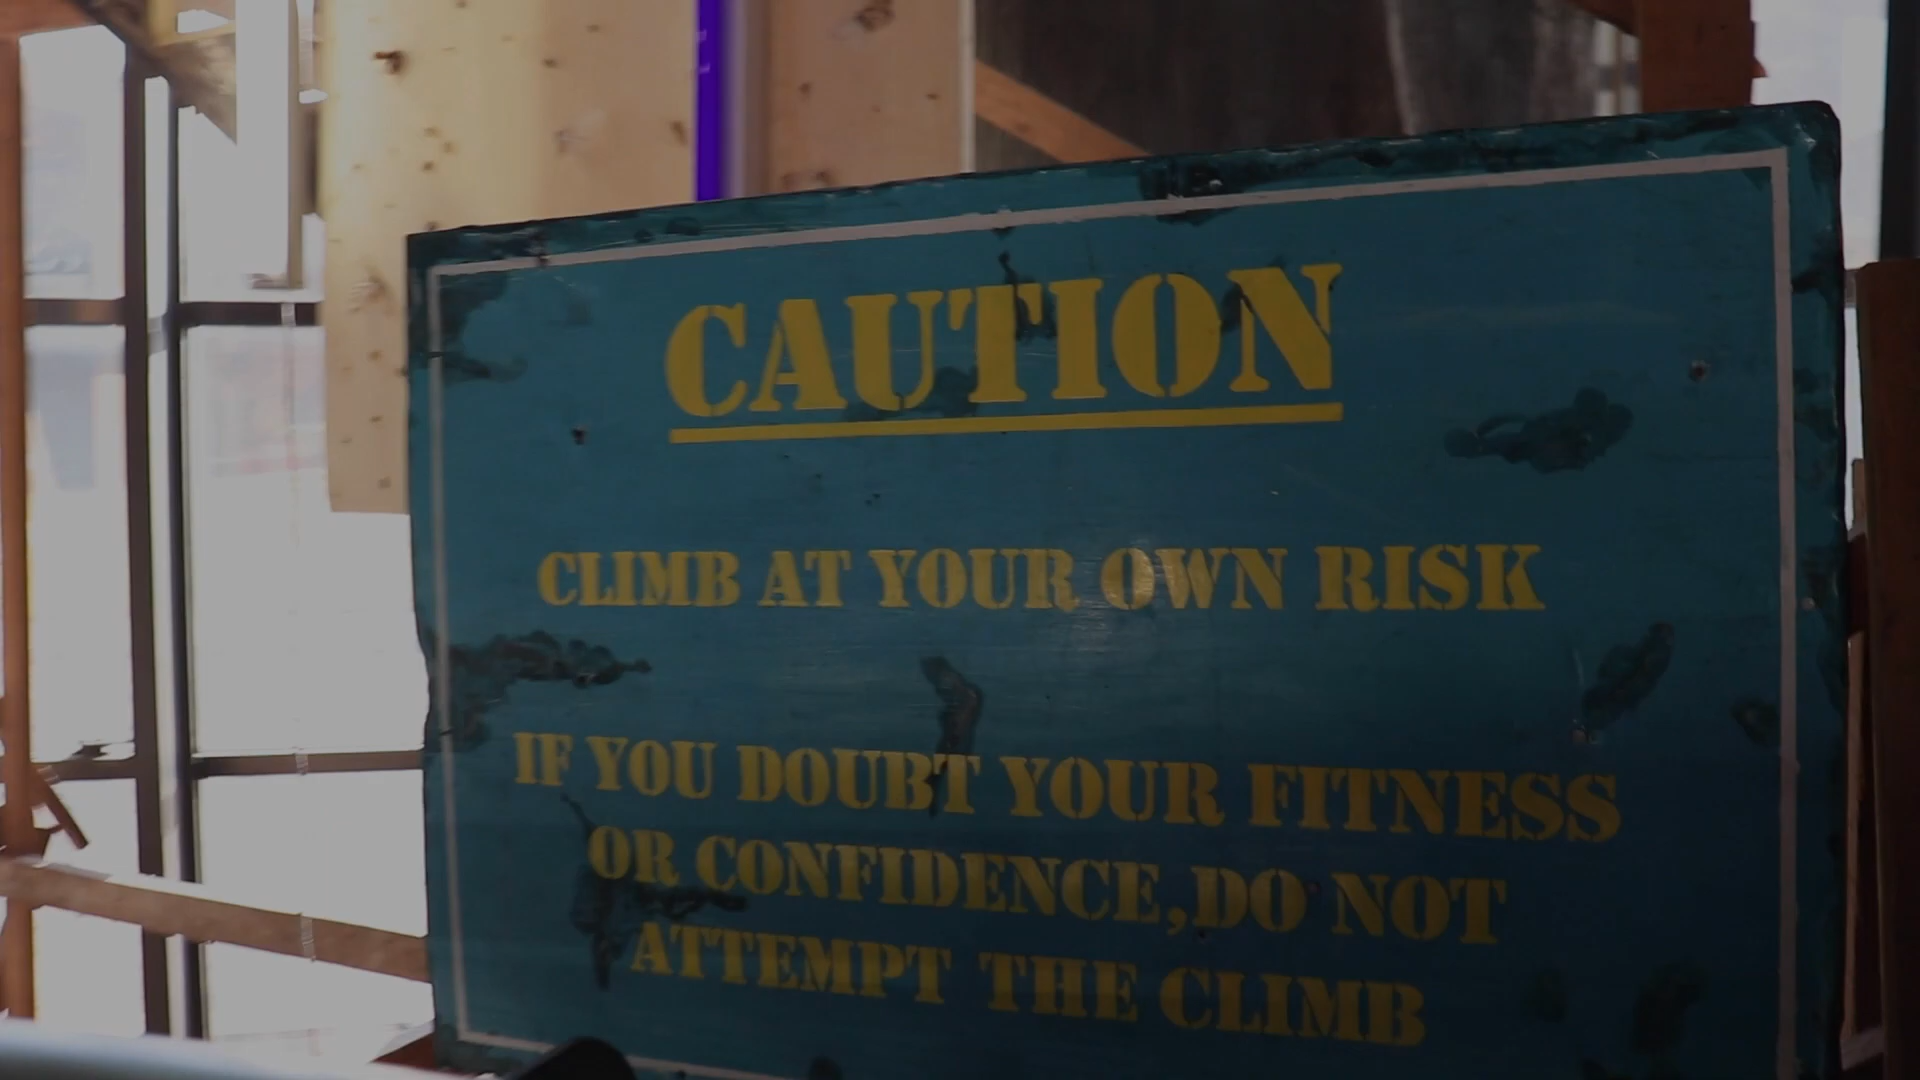 CAUTION
CLIMB AT YOUR OWN RISK
IF YOU DOUBT YOUR FITNESS
OR CONFIDENCE,DO NOT
ATTEMPT THE CLIMB